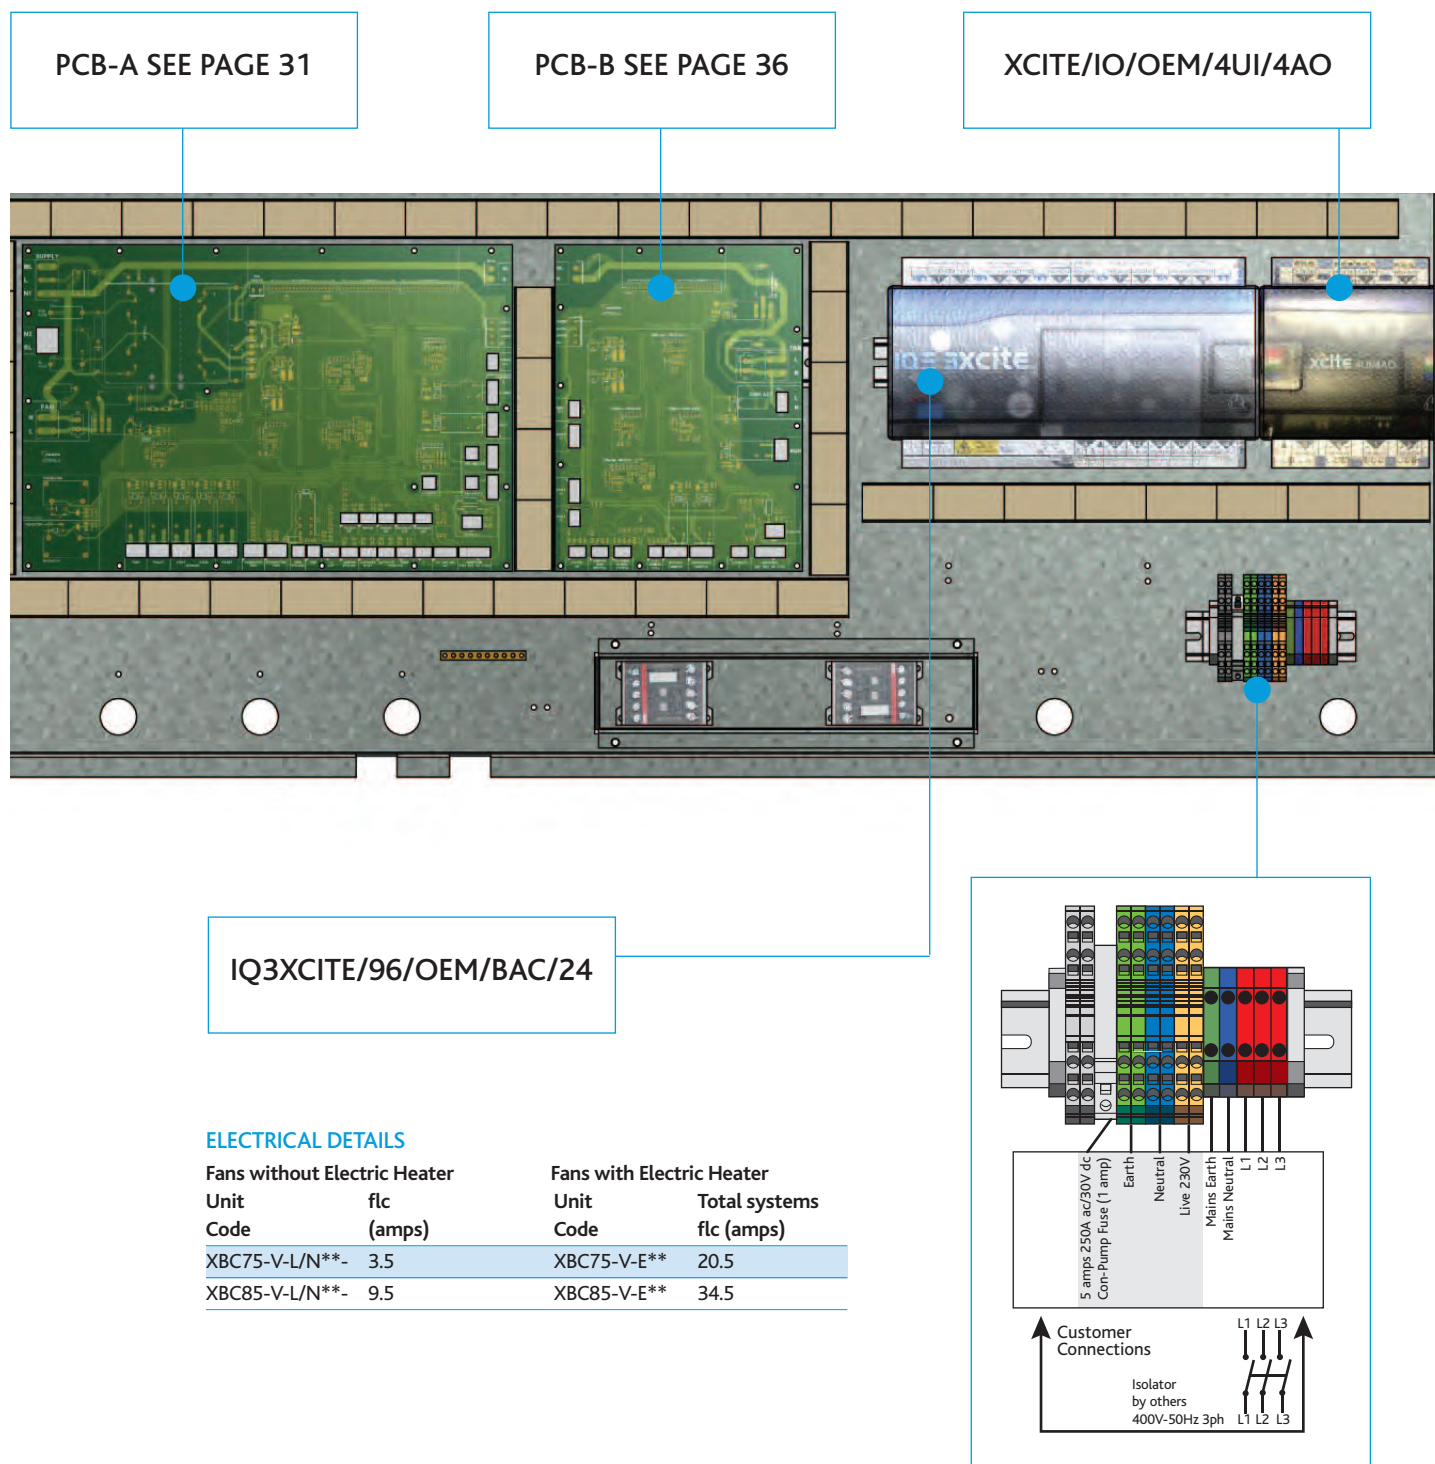 PCB-A SEE PAGE 31
PCB-B SEE PAGE 36
XCITE/IO/OEM/4UI/4AO
SUPPLY
FAN
xcite
IQ3XCITE/96/OEM/BAC/24
ELECTRICAL DETAILS
Fans without Electric Heater
Fans with Electric Heater
Unit flc Unit Total systems
Code (amps) Code flc (amps)
XBC75-V-L/N**- 3.5 XBC75-V-E** 20.5
XBC85-V-L/N**- 9.5 XBC85-V-E** 34.5
5 amps 250A ac/30V dc
Con-Pump Fuse (1 amp)
Earth
Neutral
Live 230V
Mains Earth
Mains Neutral
L1
L2
L3
Customer
Connections
L1 L2 L3
Isolator
by others
400V-50Hz 3ph
L1 L2 L3